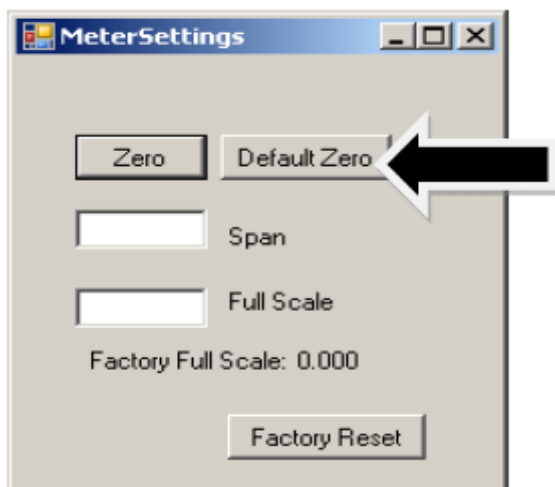 MeterSettings
Zero Default Zero
Span
Full Scale
Factory Full Scale: 0.000
Factory Reset